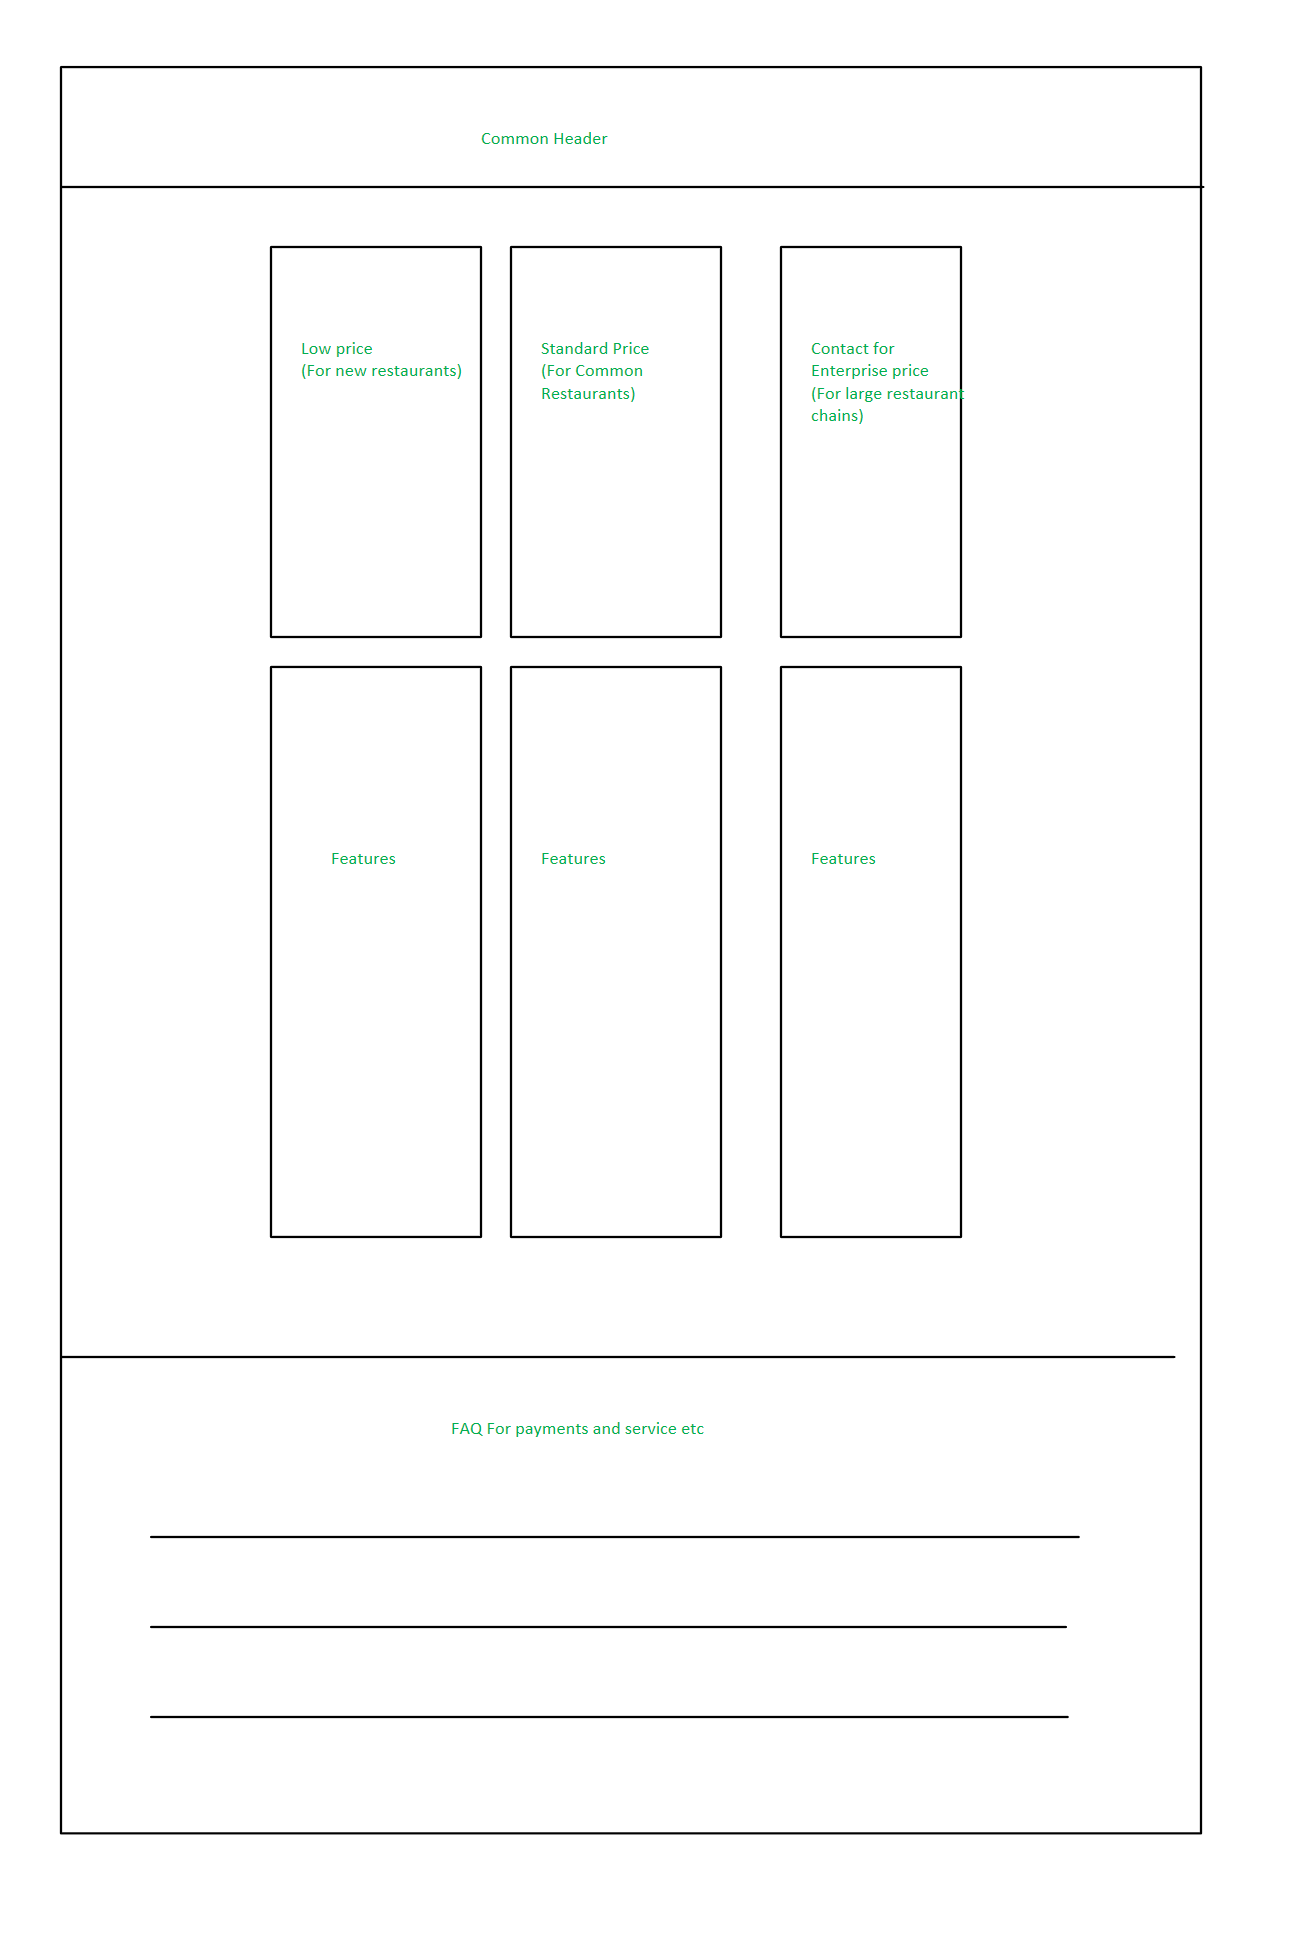 Common Header
Low price
(For new restaurants)
Standard Price
(For Common
Restaurants)
Contact for
Enterprise price
(For large restaurant
chains)
Features
Features
Features
FAQ For payments and service etc